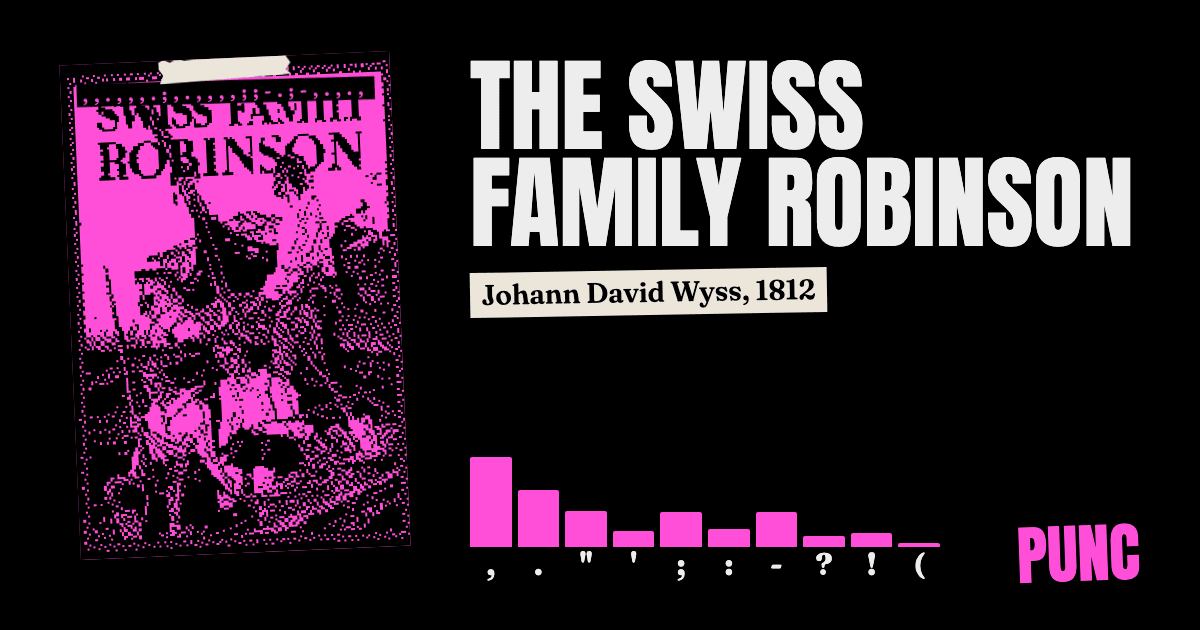 , , . , , , . ; , . , , , , ; ; - . ; - , . , . ,
SWISS FAMILY
ROBINSON
THE SWISS
FAMILY ROBINSON
Johann David Wyss, 1812
, . " ' ; : - ? ! (
PUNC